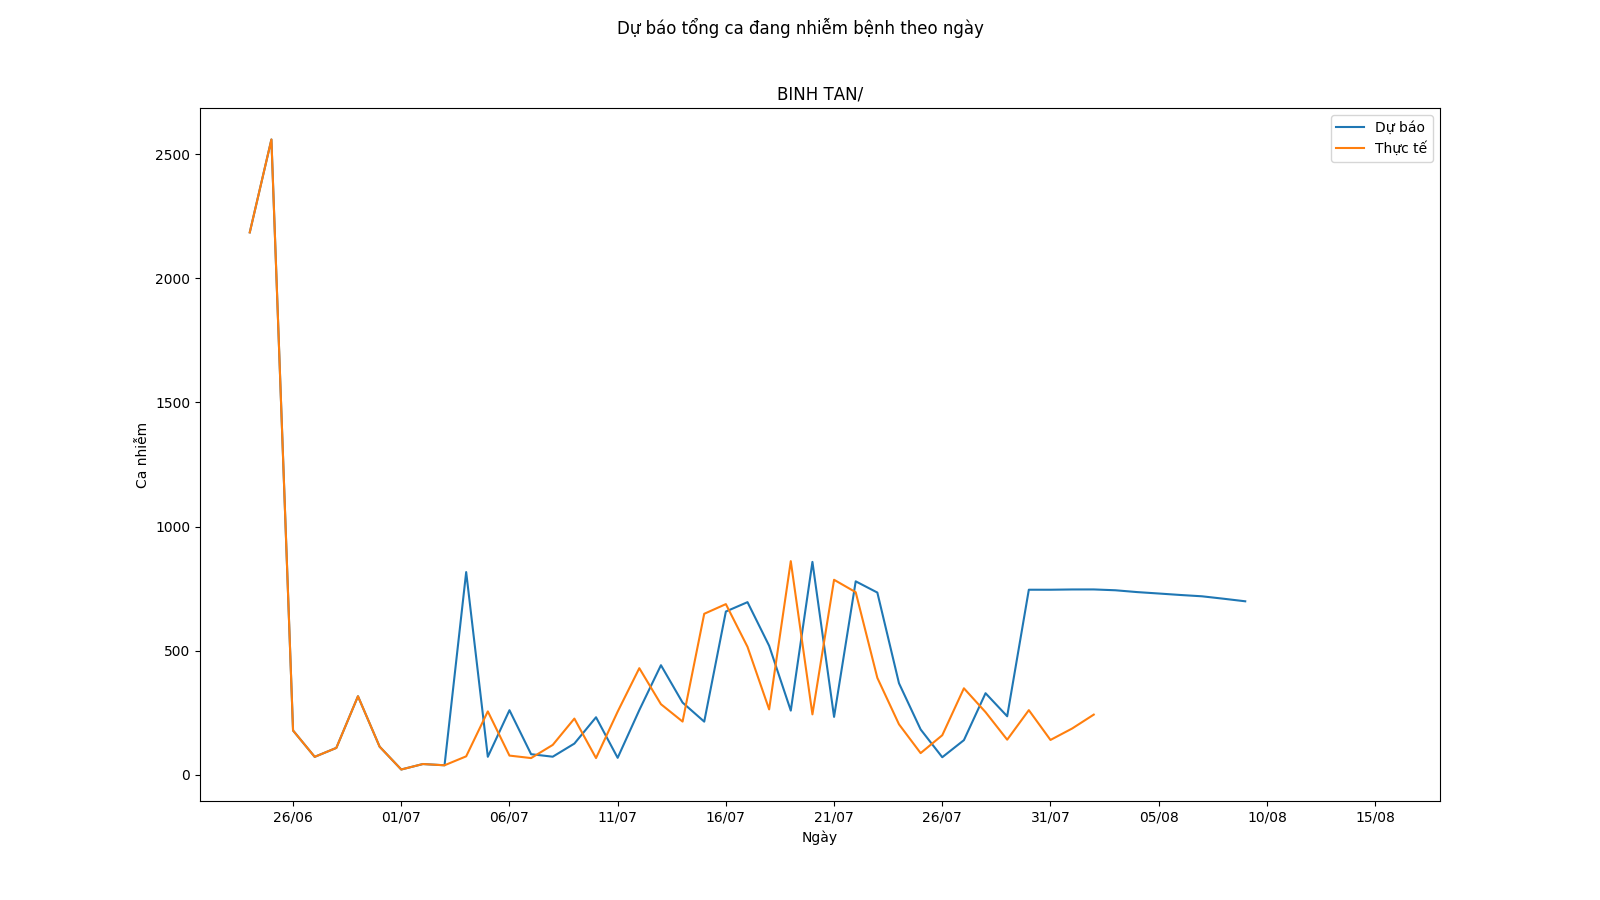 Dự báo tổng ca đang nhiễm bệnh theo ngày
BINH TAN/
Dự báo
Thực tế
2500
2000
1500
1000
500
0
Ca nhiễm
26/06 01/07 06/07 11/07 16/07 21/07 26/07 31/07 05/08 10/08 15/08
Ngày